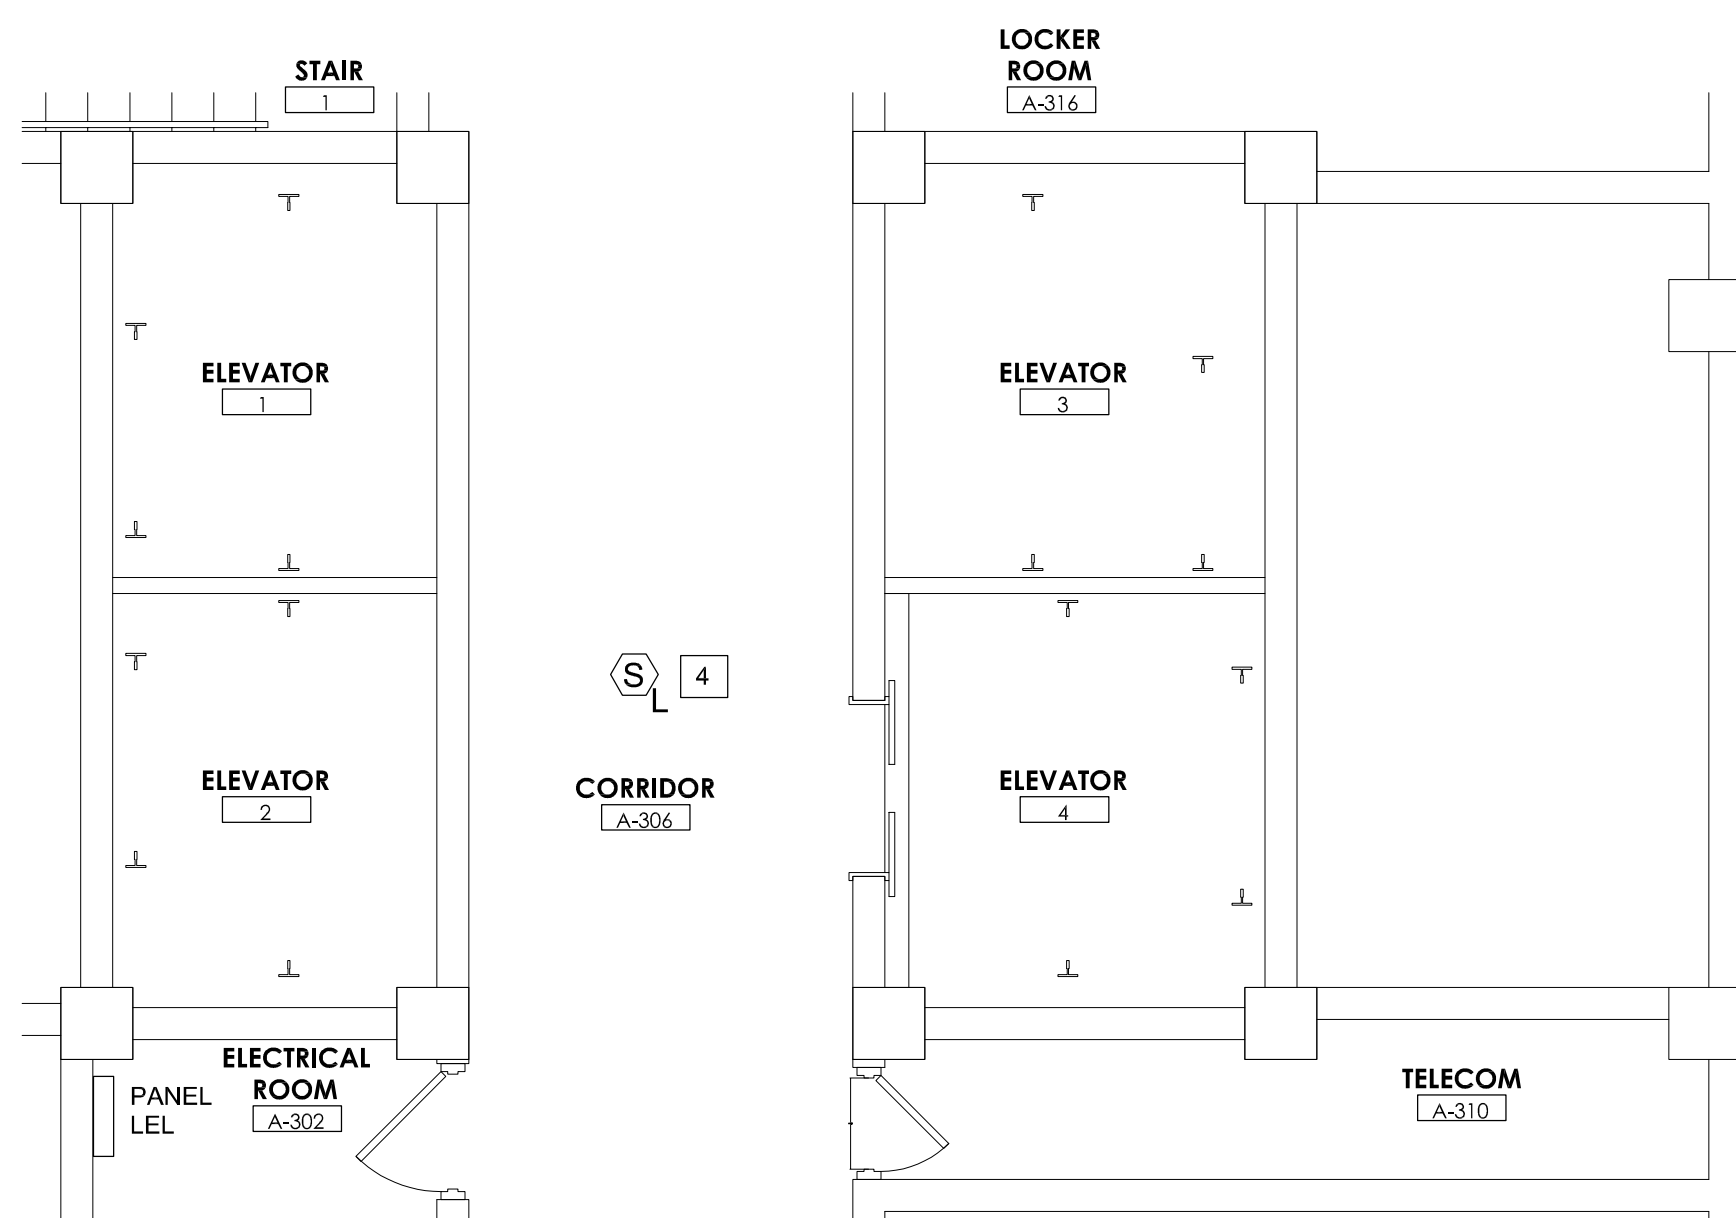 LOCKER
ROOM
A-316
STAIR
1
ELEVATOR
1
ELEVATOR
3
S
L
4
ELEVATOR
2
CORRIDOR
A-306
ELEVATOR
4
ELECTRICAL
ROOM
A-302
PANEL
LEL
TELECOM
A-310